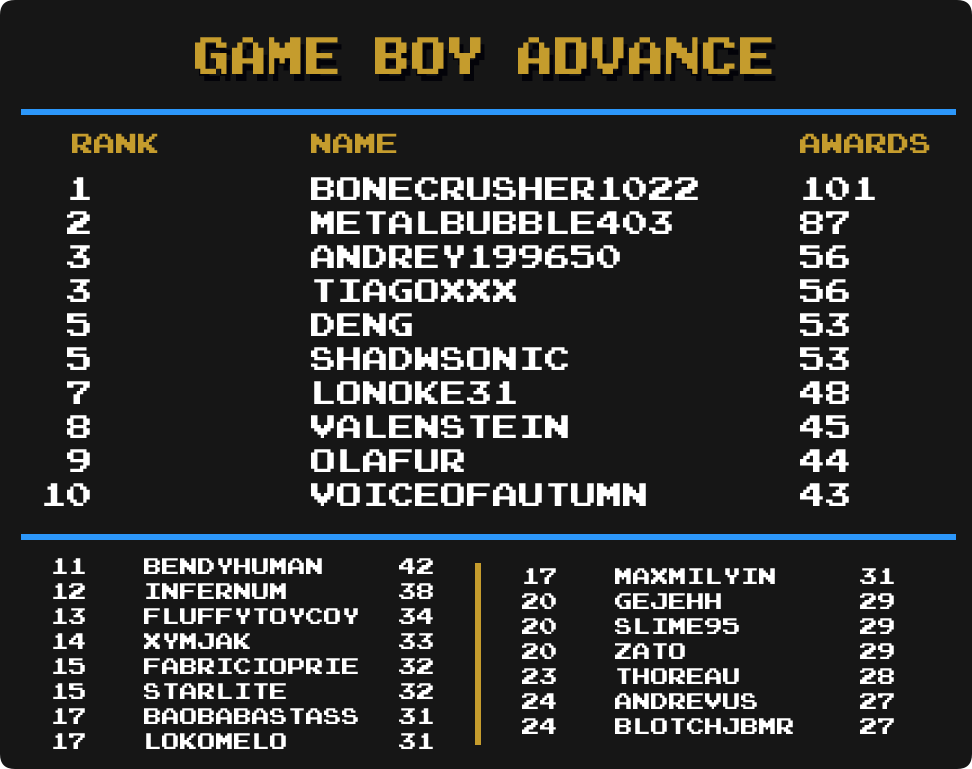 GAME BOY ADVANCE
RANK NAME AWARDS
1 BONECRUSHER1022 101
2 METALBUBBLE403 87
3 ANDREY199650 56
3 TIAGOXXX 56
5 DENG 53
5 SHADWSONIC 53
7 LONOKE31 48
8 VALENSTEIN 45
9 OLAFUR 44
10 VOICEOFAUTUMN 43
11 BENDYHUMAN 42
12 INFERNUM 38
13 FLUFFYTOYCOY 34
14 XYMJAK 33
15 FABRICIOPRIE 32
15 STARLITE 32
17 BAOBABASTASS 31
17 LOKOMELO 31
17 MAXMILYIN 31
20 GEJEHH 29
20 SLIME95 29
20 ZATO 29
23 THOREAU 28
24 ANDREVUS 27
24 BLOTCHJBMR 27